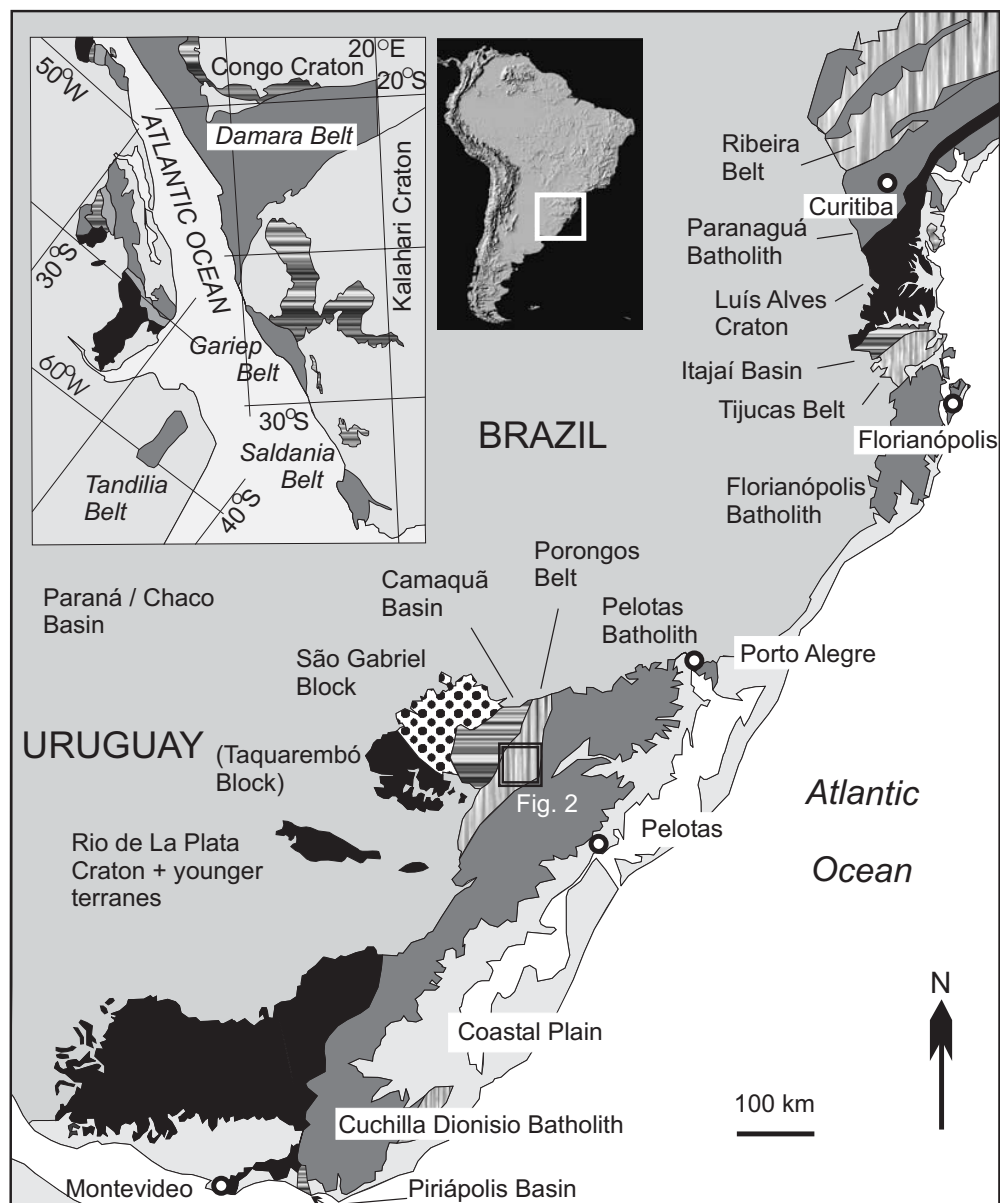 20°E
Congo Craton
20°S
50°W
Damara Belt
ATLANTIC OCEAN
Kalahari Craton
30°S
Gariep
Belt
60°W
30°S
Saldania
Belt
Tandilia
Belt
40°S
Ribeira
Belt
Curitiba
Paranaguá
Batholith
Luís Alves
Craton
Itajaí Basin
Tijucas Belt
BRAZIL
Florianópolis
Florianópolis
Batholith
Porongos
Belt
Camaquã
Basin
Paraná / Chaco
Basin
Pelotas
Batholith
São Gabriel
Block
Porto Alegre
URUGUAY
(Taquarembó
Block)
Fig. 2
Atlantic
Ocean
Pelotas
Rio de La Plata
Craton + younger
terranes
N
Coastal Plain
100 km
Cuchilla Dionisio Batholith
Montevideo
Piriápolis Basin